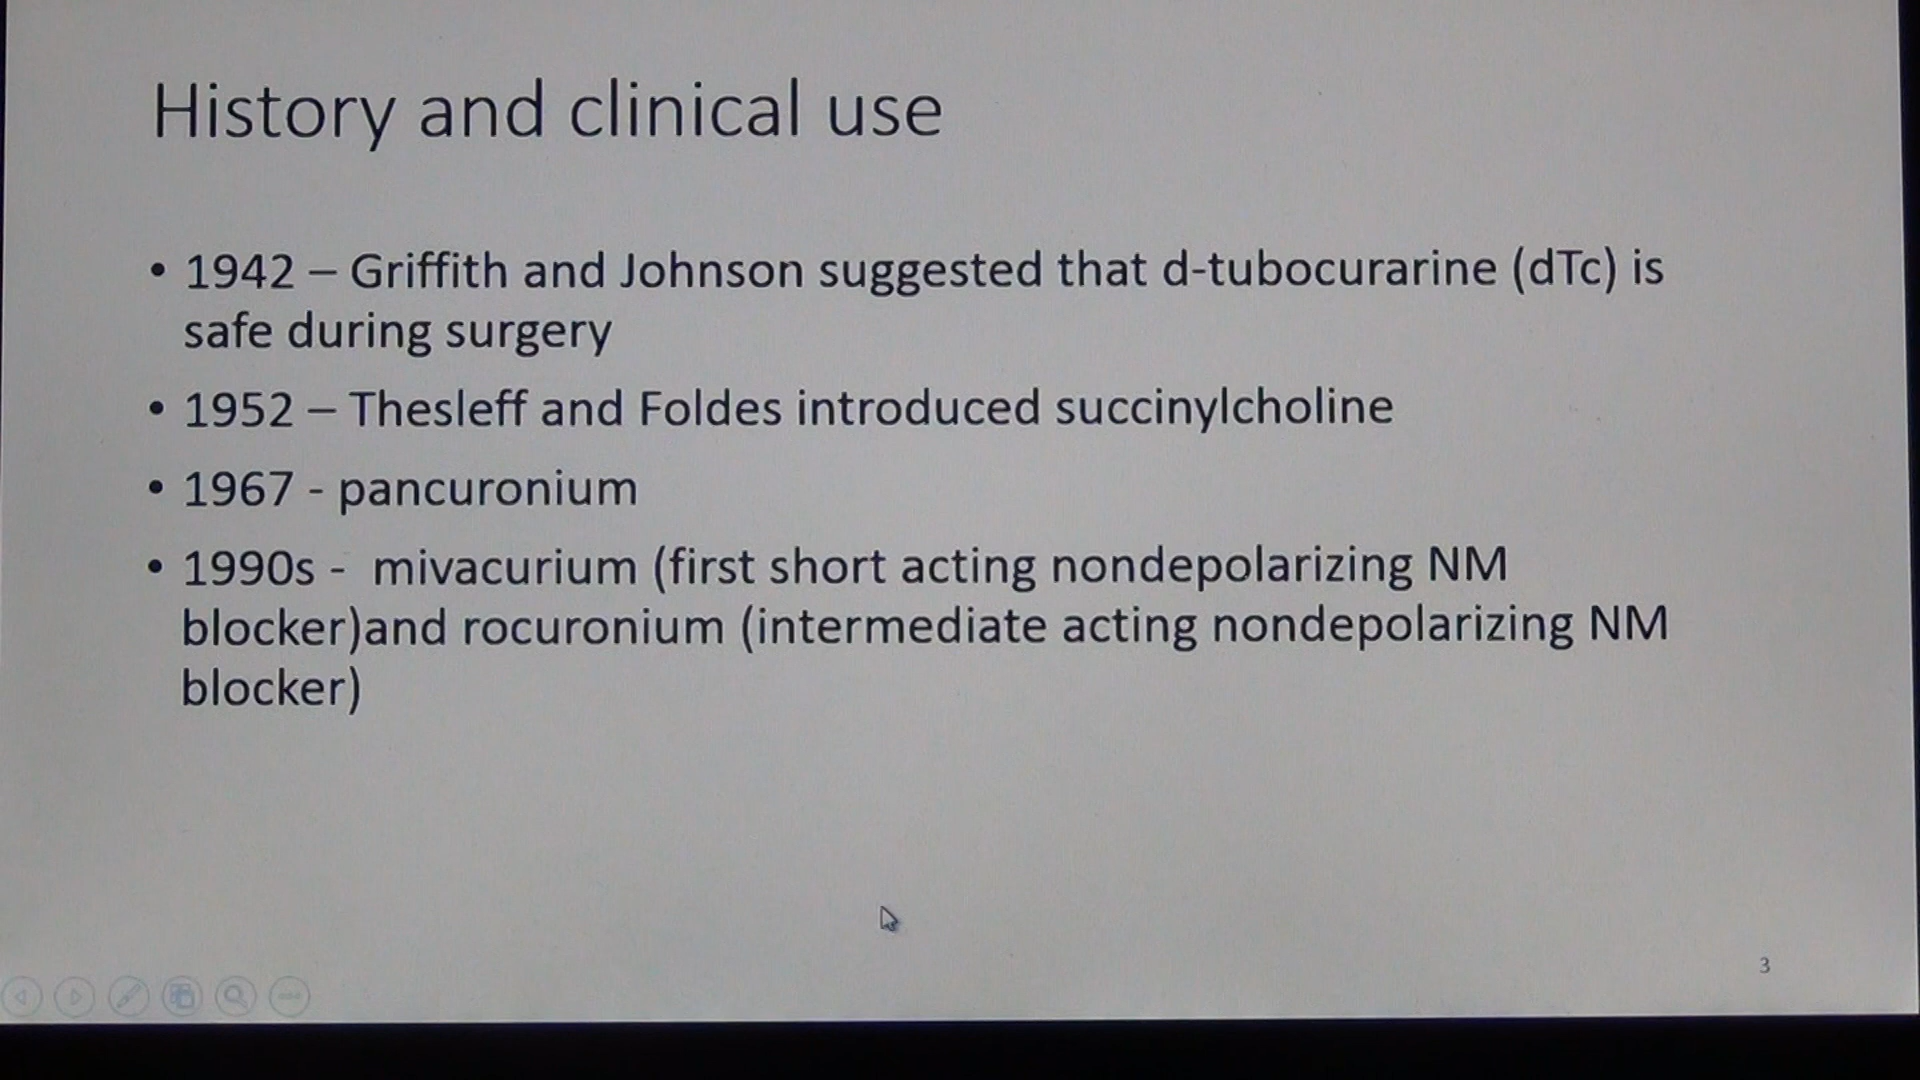 History and clinical use
• 1942 – Griffith and Johnson suggested that d-tubocurarine (dTc) is
safe during surgery
• 1952 – Thesleff and Foldes introduced succinylcholine
• 1967 - pancuronium
• 1990s -  mivacurium (first short acting nondepolarizing NM
blocker)and rocuronium (intermediate acting nondepolarizing NM
blocker)
3